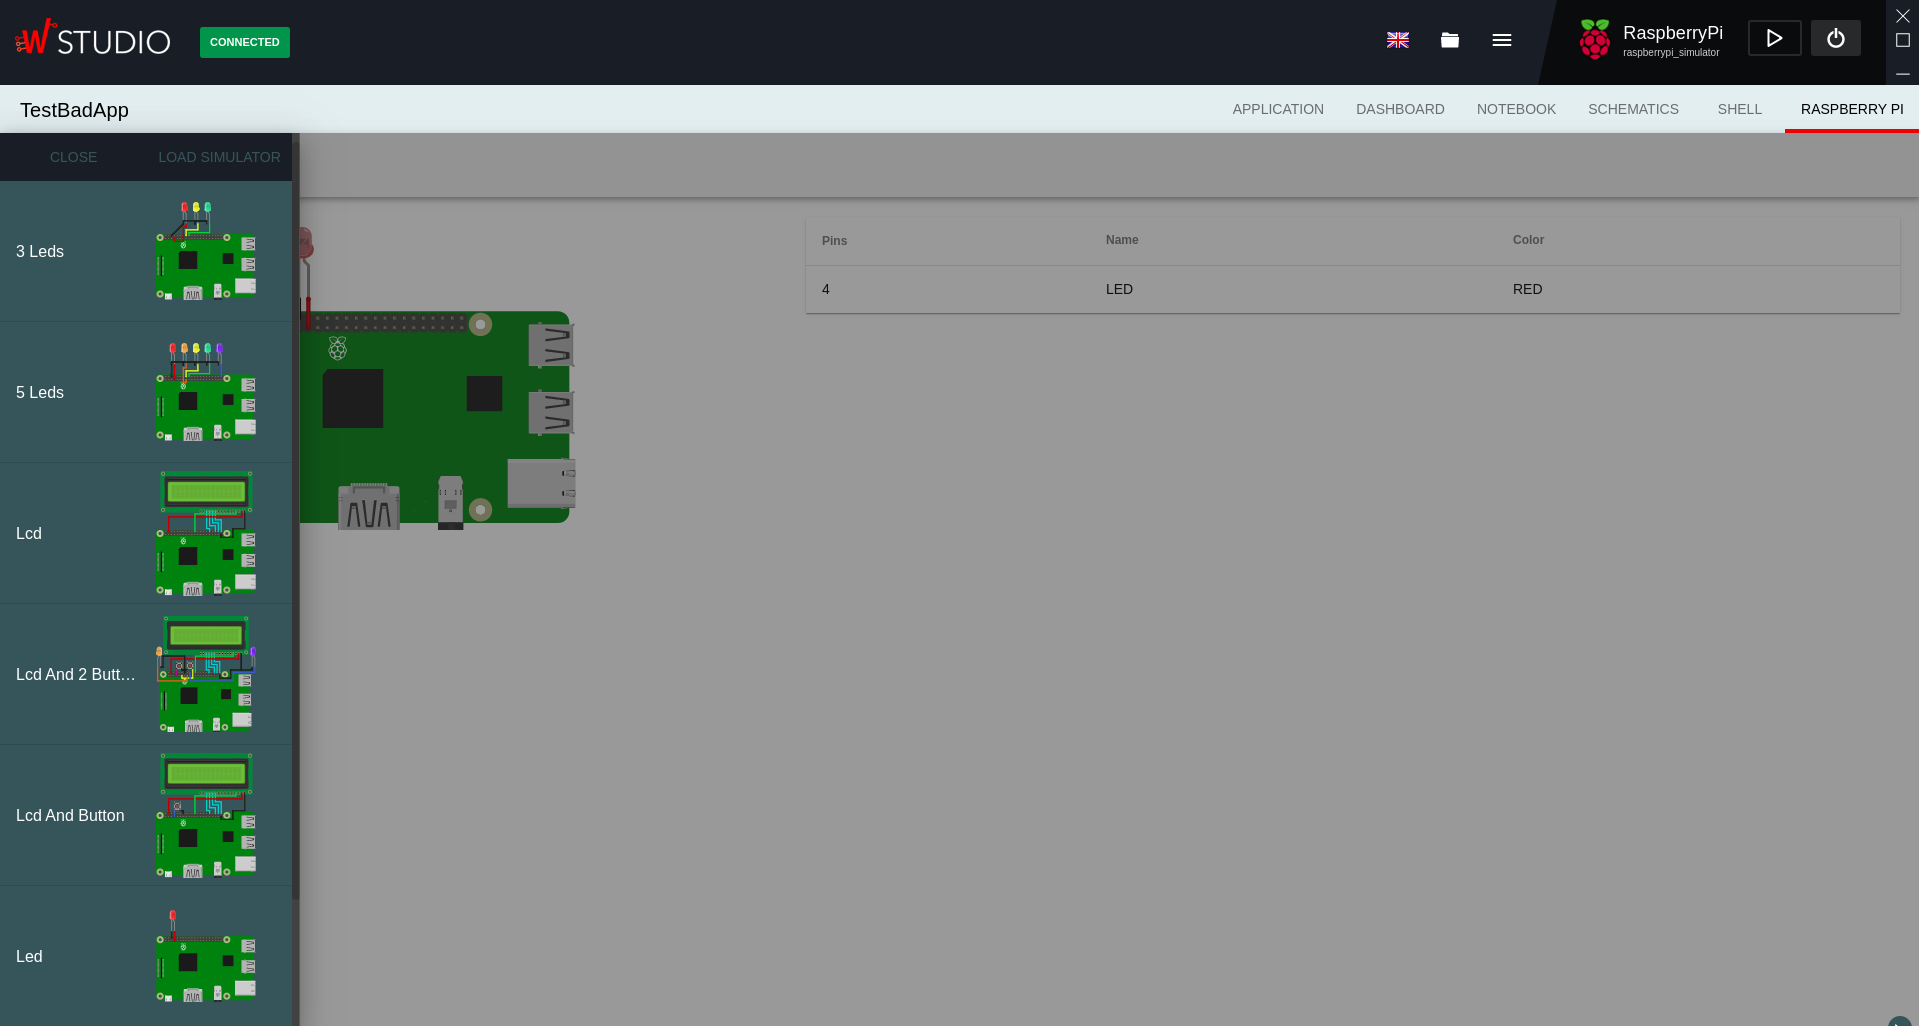 W STUDIO
CONNECTED
RaspberryPi
raspberrypi_simulator
TestBadApp
APPLICATION
DASHBOARD
NOTEBOOK
SCHEMATICS
SHELL
RASPBERRY PI
CLOSE
LOAD SIMULATOR
3 Leds
5 Leds
Lcd
Lcd And 2 Butt…
Lcd And Button
Led
Pins Name Color
4 LED RED